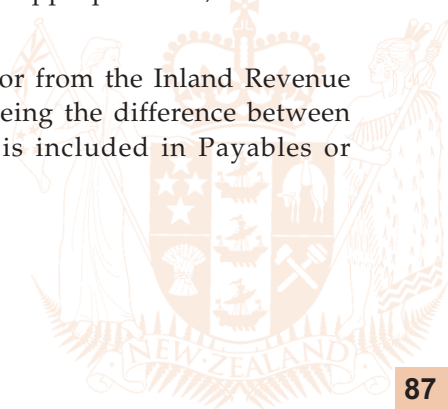 or from the Inland Revenue
eing the difference between
is included in Payables or
NEW ZEALAND
87